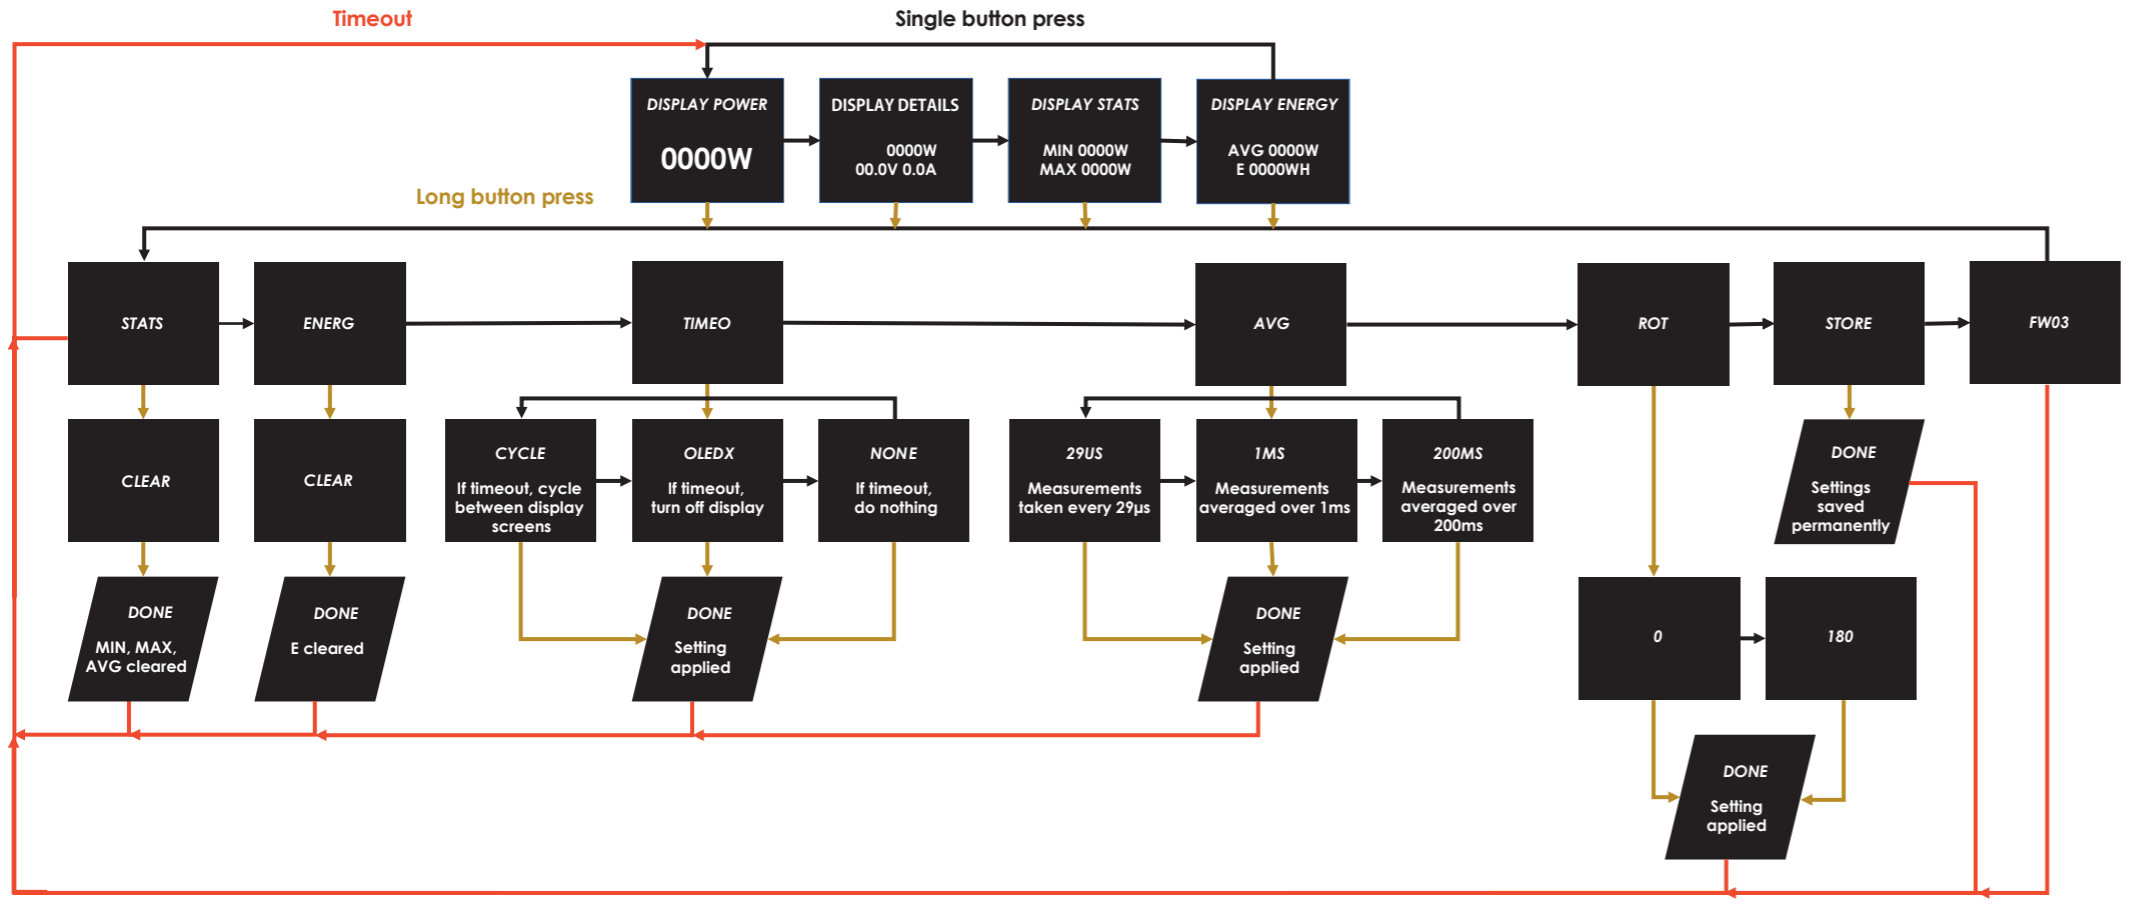 Timeout
Single button press
DISPLAY POWER
0000W
DISPLAY DETAILS
0000W
00.0V 0.0A
DISPLAY STATS
MIN 0000W
MAX 0000W
DISPLAY ENERGY
AVG 0000W
E 0000WH
Long button press
STATS
ENERG
TIMEO
AVG
ROT
STORE
FW03
CLEAR
CLEAR
CYCLE
If timeout, cycle
between display
screens
OLEDX
If timeout,
turn off display
NONE
If timeout,
do nothing
29US
Measurements
taken every 29µs
1MS
Measurements
averaged over 1ms
200MS
Measurements
averaged over
200ms
DONE
Settings
saved
permanently
DONE
MIN, MAX,
AVG cleared
DONE
E cleared
DONE
Setting
applied
DONE
Setting
applied
0
180
DONE
Setting
applied